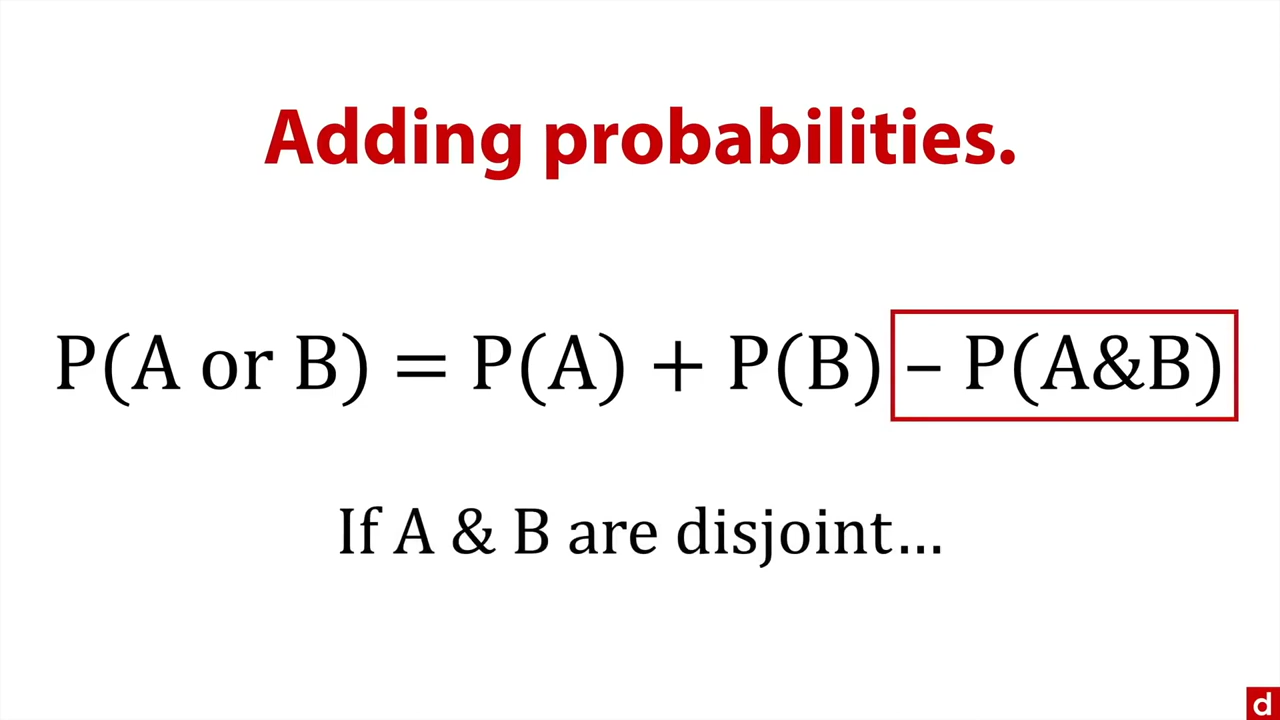 Adding probabilities.
P(A or B) = P(A) + P(B) – P(A&B)
If A & B are disjoint…
d